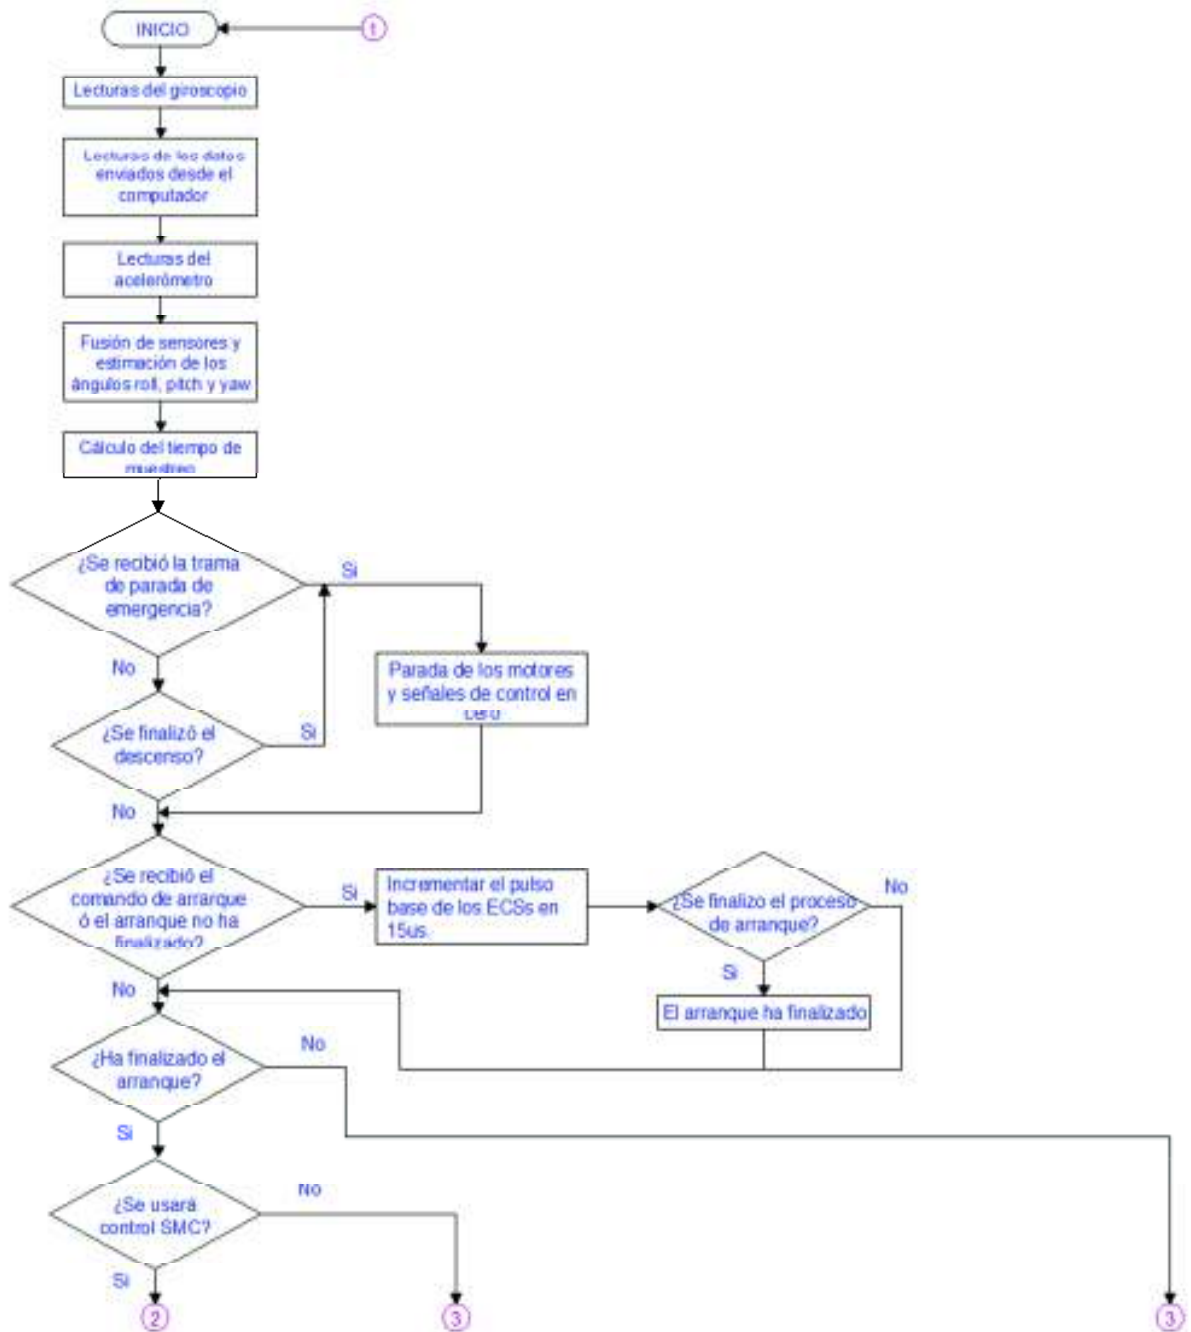 INICIO
1
Lecturas del giroscopio
Lecturas de los datos
enviados desde el
computador
Lecturas del
acelerómetro
Fusión de sensores y
estimación de los
ángulos roll, pitch y yaw
Cálculo del tiempo de
muestreo
¿Se recibió la trama
de parada de
emergencia?
Si
No
Parada de los motores
y señales de control en
cero
¿Se finalizó el
descenso?
Si
No
¿Se recibió el
comando de arrarque
ó el arranque no ha
finalizado?
Si
Incrementar el pulso
base de los ECSs en
15us.
¿Se finalizo el proceso
de arranque?
No
Si
No
El arranque ha finalizado
¿Ha finalizado el
arranque?
No
Si
¿Se usará
control SMC?
No
Si
2
3
3